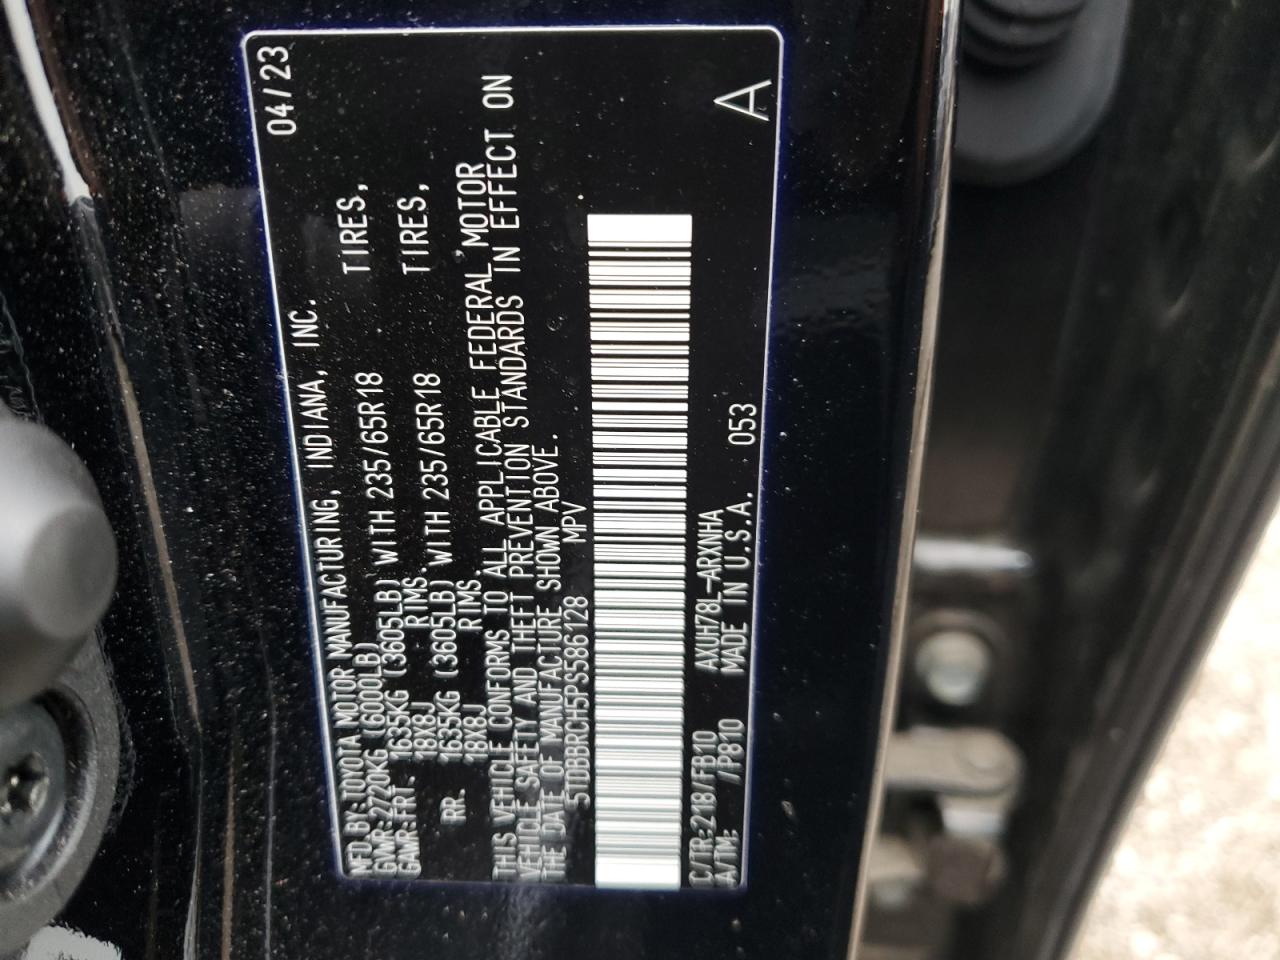 MFD.BY:TOYOTA MOTOR MANUFACTURING, INDIANA, INC. 04/23
GVWR:2720KG (6000LB)
GAWR:FRT. 1635KG (3605LB) WITH 235/65R18 TIRES,
18X8J RIMS
RR. 1635KG (3605LB) WITH 235/65R18 TIRES,
18X8J RIMS
THIS VEHICLE CONFORMS TO ALL APPLICABLE FEDERAL MOTOR
VEHICLE SAFETY AND THEFT PREVENTION STANDARDS IN EFFECT ON
THE DATE OF MANUFACTURE SHOWN ABOVE.
5TDBBRCH5PS586128 MPV
C/TR:218/FB10 AXUH78L-ARXNHA
A/TM: /P810 MADE IN U.S.A. 053 A